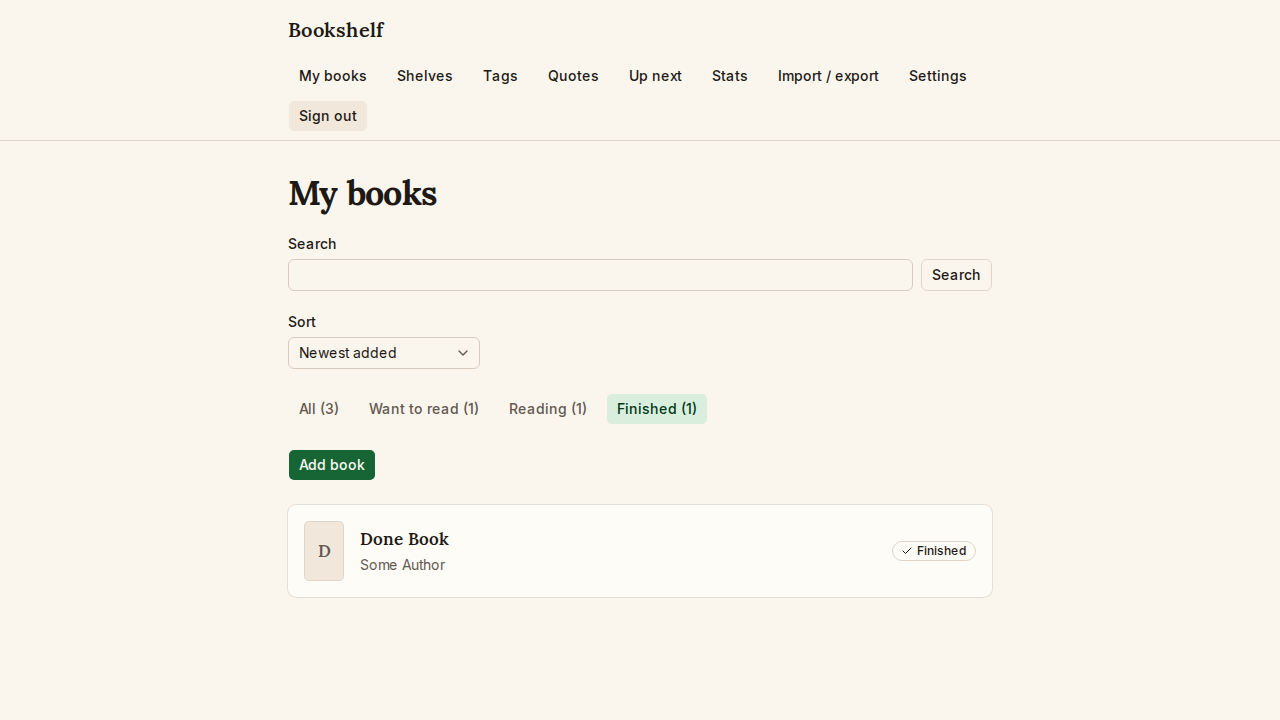 Bookshelf
My books Shelves Tags Quotes Up next Stats Import / export Settings
Sign out
My books
Search
Search
Sort
Newest added
All (3) Want to read (1) Reading (1) Finished (1)
Add book
D
Done Book
Some Author
Finished